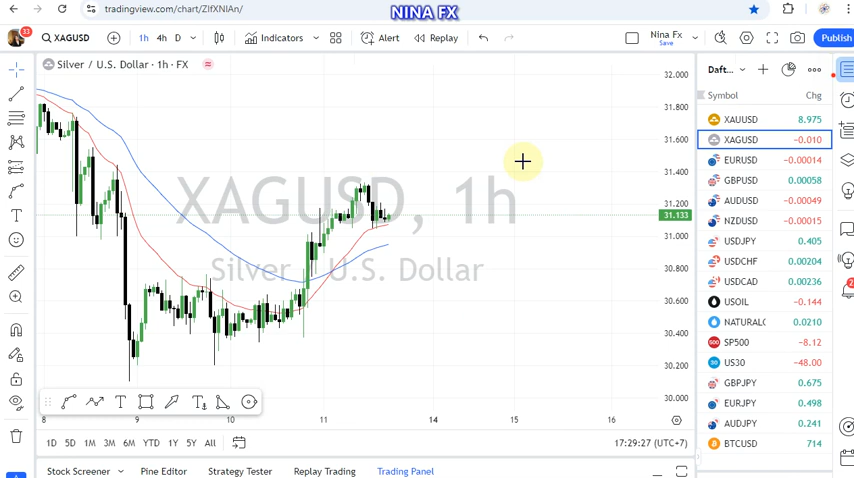 tradingview.com/chart/ZIfXNIAn/
NINA FX
33
XAGUSD
1h 4h D
Indicators
Alert
Replay
Nina Fx
Save
Publish
Silver / U.S. Dollar · 1h · FX
XAGUSD, 1h
Silver / U.S. Dollar
32.000
31.800
31.600
31.400
31.200
31.133
31.000
30.800
30.600
30.400
30.200
30.000
8 9 10 11 14 15 16
1D 5D 1M 3M 6M YTD 1Y 5Y All
17:29:27 (UTC+7)
Stock Screener Pine Editor Strategy Tester Replay Trading Trading Panel
Daft...
Symbol Chg
XAUUSD 8.975
XAGUSD −0.010
EURUSD −0.00014
GBPUSD 0.00058
AUDUSD −0.00049
NZDUSD −0.00015
USDJPY 0.405
USDCHF 0.00204
USDCAD 0.00236
USOIL −0.144
NATURALG 0.0210
SP500 −8.12
US30 −48.00
GBPJPY 0.675
EURJPY 0.498
AUDJPY 0.241
BTCUSD 714